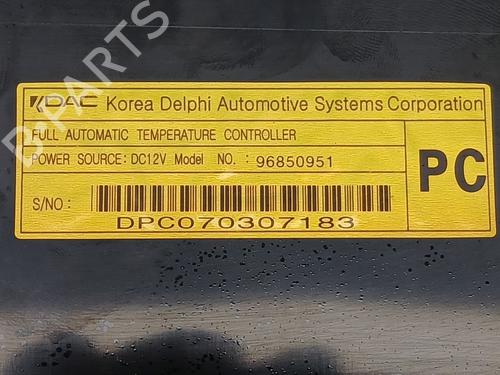 KDAC Korea Delphi Automotive Systems Corporation
FULL AUTOMATIC TEMPERATURE CONTROLLER
POWER SOURCE: DC12V Model NO. : 96850951
PC
S/NO :
DPC070307183
B-PARTS